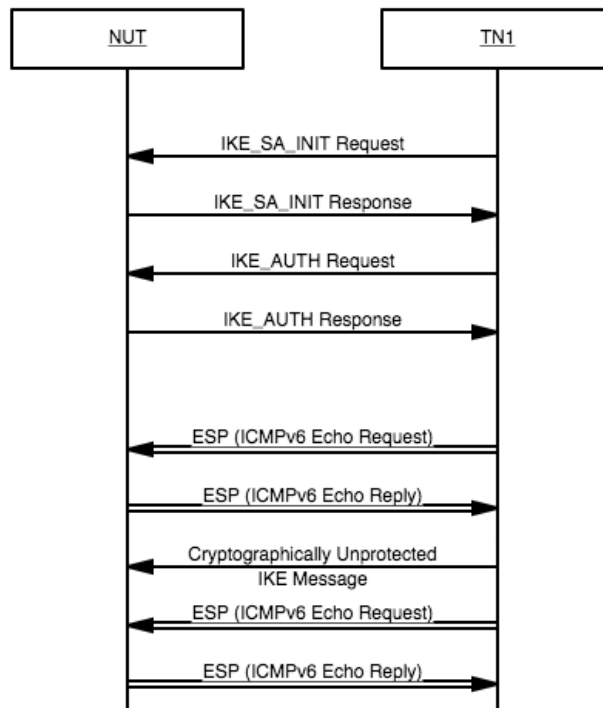 NUT
TN1
IKE_SA_INIT Request
IKE_SA_INIT Response
IKE_AUTH Request
IKE_AUTH Response
ESP (ICMPv6 Echo Request)
ESP (ICMPv6 Echo Reply)
Cryptographically Unprotected
IKE Message
ESP (ICMPv6 Echo Request)
ESP (ICMPv6 Echo Reply)